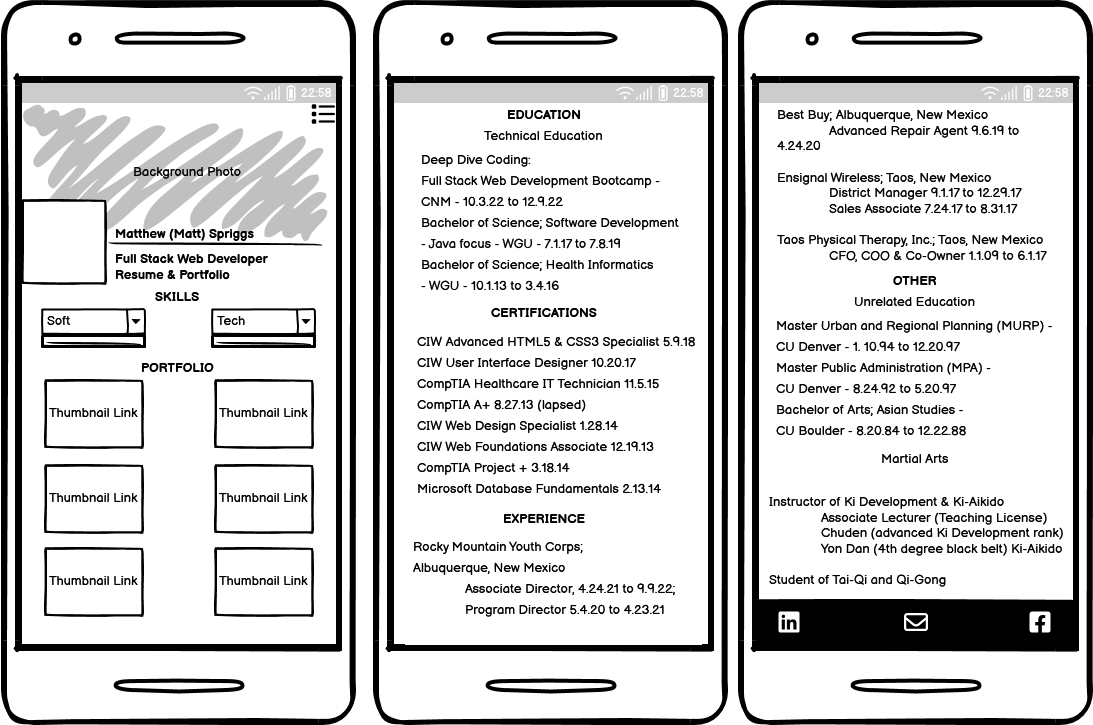 22:58
Background Photo
Matthew (Matt) Spriggs
Full Stack Web Developer
Resume & Portfolio
SKILLS
Soft
Tech
PORTFOLIO
Thumbnail Link
Thumbnail Link
Thumbnail Link
Thumbnail Link
Thumbnail Link
Thumbnail Link
22:58
EDUCATION
Technical Education
Deep Dive Coding:
Full Stack Web Development Bootcamp -
CNM - 10.3.22 to 12.9.22
Bachelor of Science; Software Development
- Java focus - WGU - 7.1.17 to 7.8.19
Bachelor of Science; Health Informatics
- WGU - 10.1.13 to 3.4.16
CERTIFICATIONS
CIW Advanced HTML5 & CSS3 Specialist 5.9.18
CIW User Interface Designer 10.20.17
CompTIA Healthcare IT Technician 11.5.15
CompTIA A+ 8.27.13 (lapsed)
CIW Web Design Specialist 1.28.14
CIW Web Foundations Associate 12.19.13
CompTIA Project + 3.18.14
Microsoft Database Fundamentals 2.13.14
EXPERIENCE
Rocky Mountain Youth Corps;
Albuquerque, New Mexico
Associate Director, 4.24.21 to 9.9.22;
Program Director 5.4.20 to 4.23.21
22:58
Best Buy; Albuquerque, New Mexico
Advanced Repair Agent 9.6.19 to
4.24.20
Ensignal Wireless; Taos, New Mexico
District Manager 9.1.17 to 12.29.17
Sales Associate 7.24.17 to 8.31.17
Taos Physical Therapy, Inc.; Taos, New Mexico
CFO, COO & Co-Owner 1.1.09 to 6.1.17
OTHER
Unrelated Education
Master Urban and Regional Planning (MURP) -
CU Denver - 1. 10.94 to 12.20.97
Master Public Administration (MPA) -
CU Denver - 8.24.92 to 5.20.97
Bachelor of Arts; Asian Studies -
CU Boulder - 8.20.84 to 12.22.88
Martial Arts
Instructor of Ki Development & Ki-Aikido
Associate Lecturer (Teaching License)
Chuden (advanced Ki Development rank)
Yon Dan (4th degree black belt) Ki-Aikido
Student of Tai-Qi and Qi-Gong
in
f